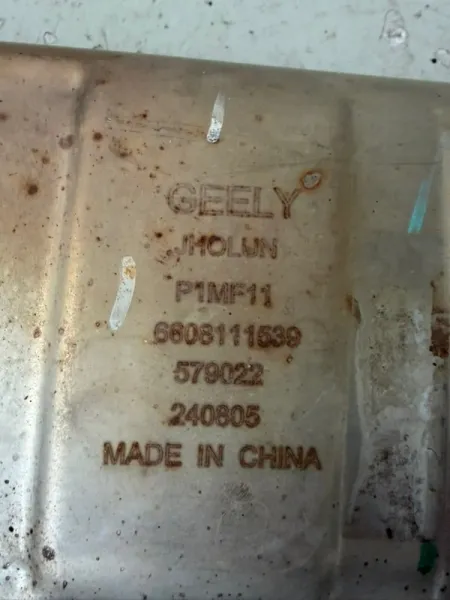 GEELY
JHOLUN
P1MF11
6608111539
579022
240805
MADE IN CHINA